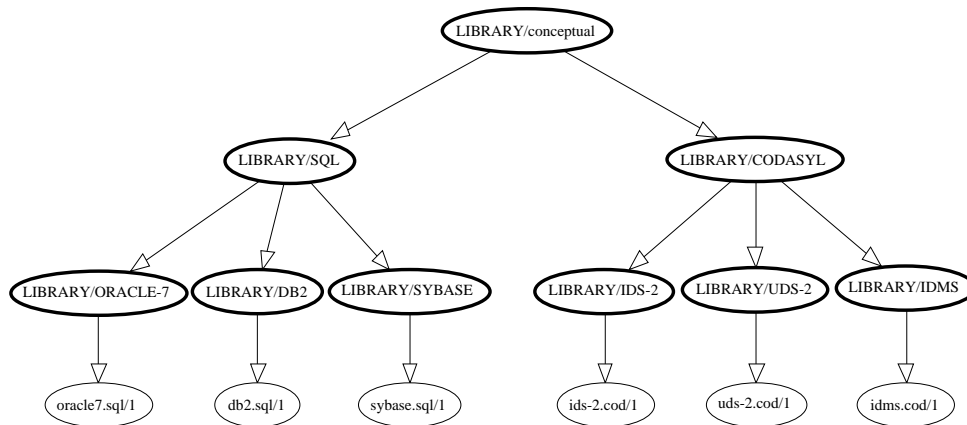 LIBRARY/conceptual
LIBRARY/SQL
LIBRARY/CODASYL
LIBRARY/ORACLE-7
LIBRARY/DB2
LIBRARY/SYBASE
LIBRARY/IDS-2
LIBRARY/UDS-2
LIBRARY/IDMS
oracle7.sql/1
db2.sql/1
sybase.sql/1
ids-2.cod/1
uds-2.cod/1
idms.cod/1